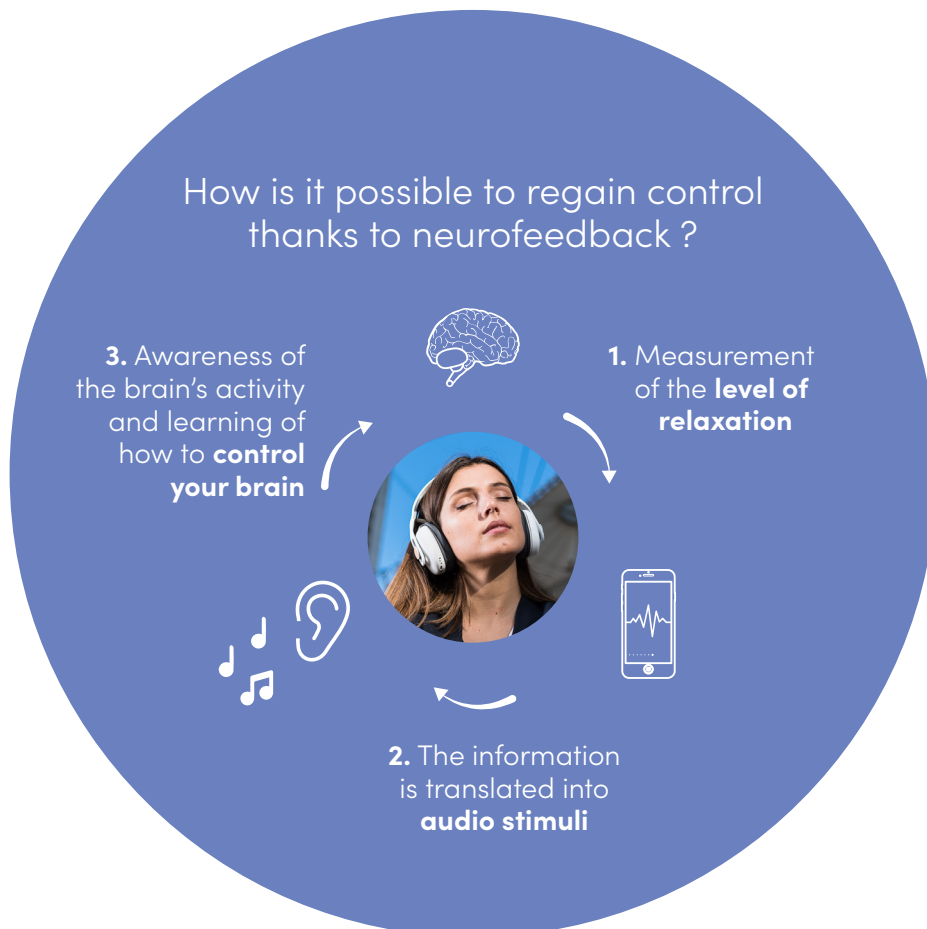 How is it possible to regain control
thanks to neurofeedback ?
1. Measurement
of the level of
relaxation
2. The information
is translated into
audio stimuli
3. Awareness of
the brain's activity
and learning of
how to control
your brain